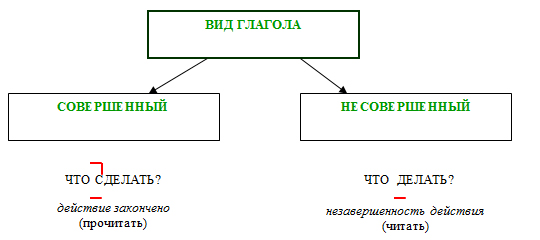 ВИД ГЛАГОЛА
СОВЕРШЕННЫЙ
НЕ СОВЕРШЕННЫЙ
ЧТО СДЕЛАТЬ?
действие закончено
(прочитать)
ЧТО ДЕЛАТЬ?
незавершенность действия
(читать)